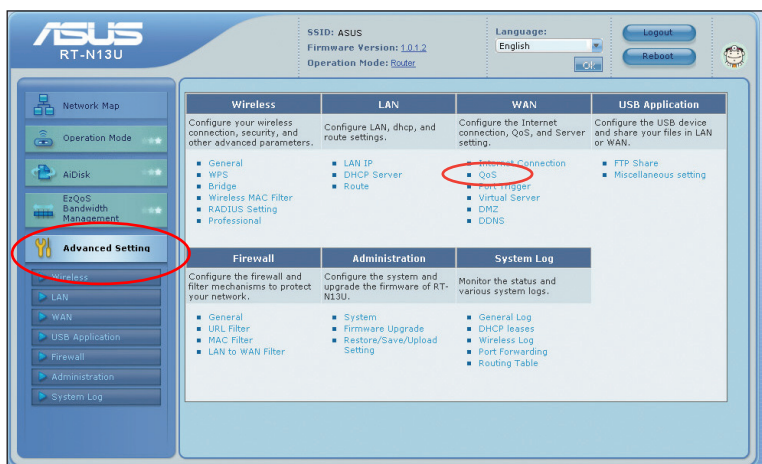 ASUS
RT-N13U
SSID: ASUS
Firmware Version: 1.0.1.2
Operation Mode: Router
Language:
English
Logout
Reboot
Network Map
Operation Mode
AiDisk
EzQoS
Bandwidth
Management
Advanced Setting
Wireless
LAN
WAN
USB Application
Firewall
Administration
System Log
Wireless
Configure your wireless
connection, security, and
other advanced parameters.
General
WPS
Bridge
Wireless MAC Filter
RADIUS Setting
Professional
LAN
Configure LAN, dhcp, and
route settings.
LAN IP
DHCP Server
Route
WAN
Configure the Internet
connection, QoS, and Server
setting.
Internet Connection
QoS
Port Trigger
Virtual Server
DMZ
DDNS
USB Application
Configure the USB device
and share your files in LAN
or WAN.
FTP Share
Miscellaneous setting
Firewall
Configure the firewall and
filter mechanisms to protect
your network.
General
URL Filter
MAC Filter
LAN to WAN Filter
Administration
Configure the system and
upgrade the firmware of RT-
N13U.
System
Firmware Upgrade
Restore/Save/Upload
Setting
System Log
Monitor the status and
various system logs.
General Log
DHCP leases
Wireless Log
Port Forwarding
Routing Table